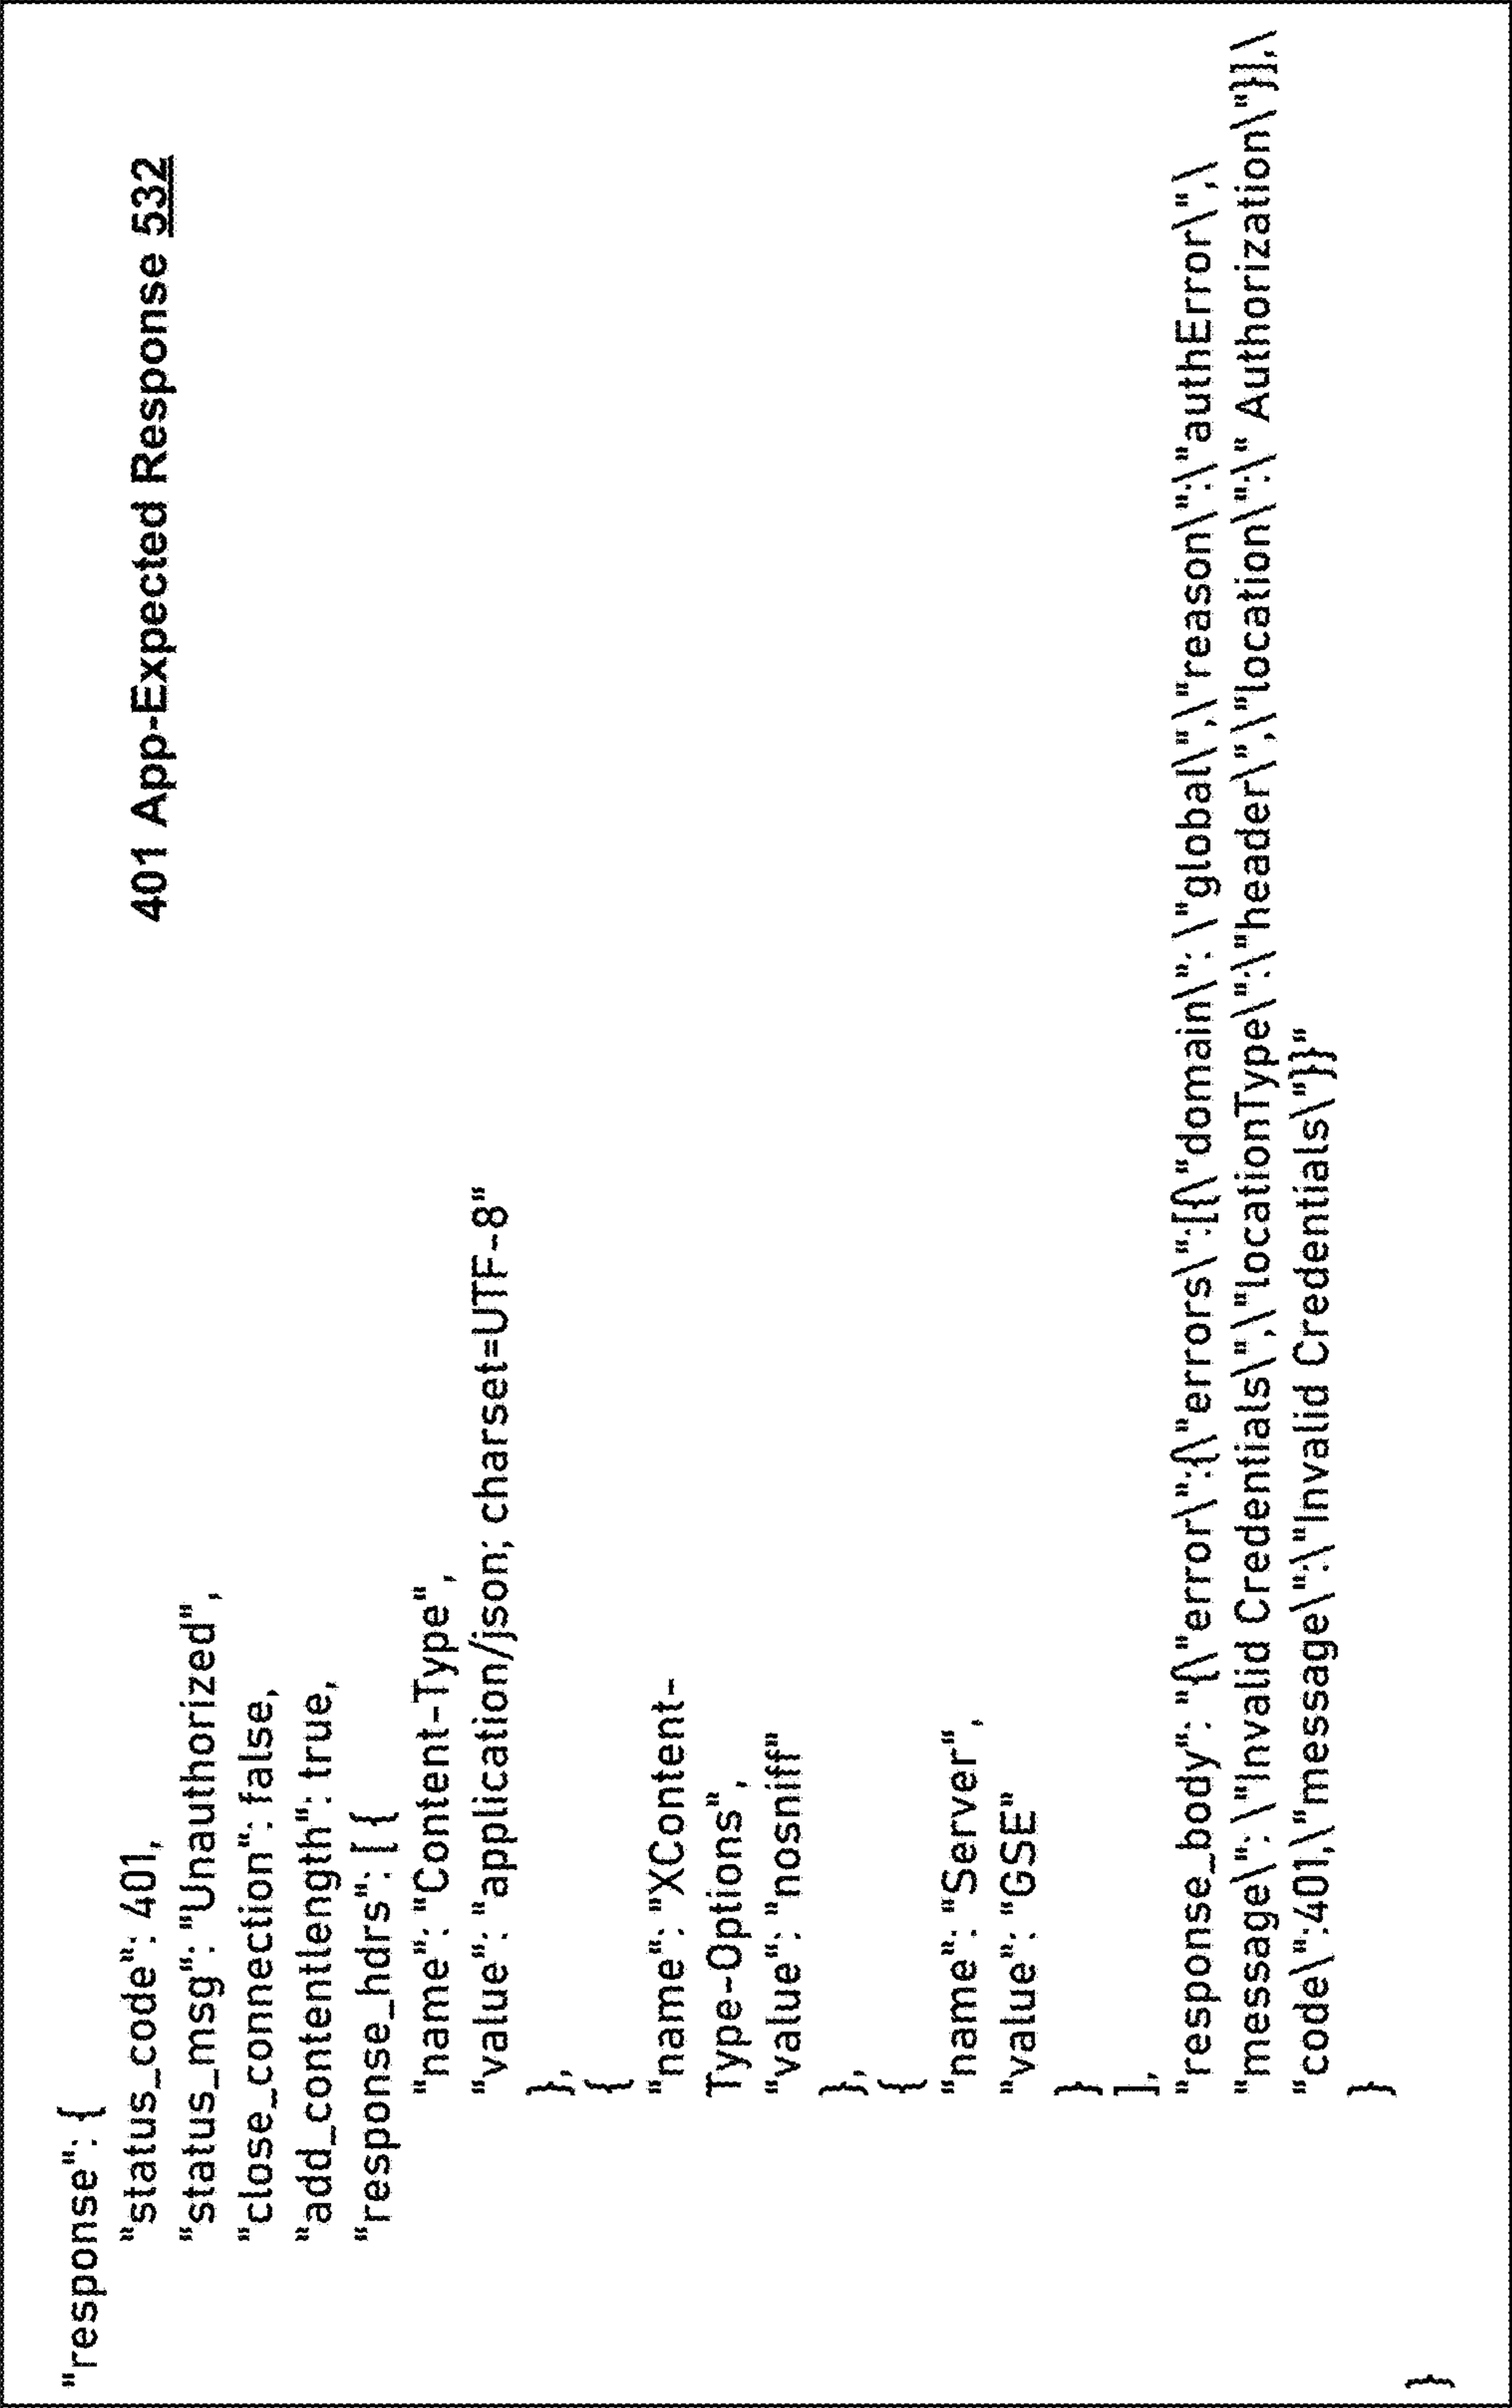 "response": {
401 App-Expected Response 532
"status_code": 401,
"status_msg": "Unauthorized",
"close_connection": false,
"add_contentlength": true,
"response_hdrs": [ {
"name": "Content-Type",
"value": "application/json; charset=UTF-8"
},
{
"name": "XContent-
Type-Options",
"value": "nosniff"
},
{
"name": "Server",
"value": "GSE"
}
],
"response_body": "{\"error\":{\"errors\":[{\"domain\": \"global\",\"reason\":\"authError\",\
"message\": \"Invalid Credentials\",\"locationType\":\"header\",\"location\":\" Authorization\"}],\
"code\":401,\"message\":\"Invalid Credentials\"}}"
}
}